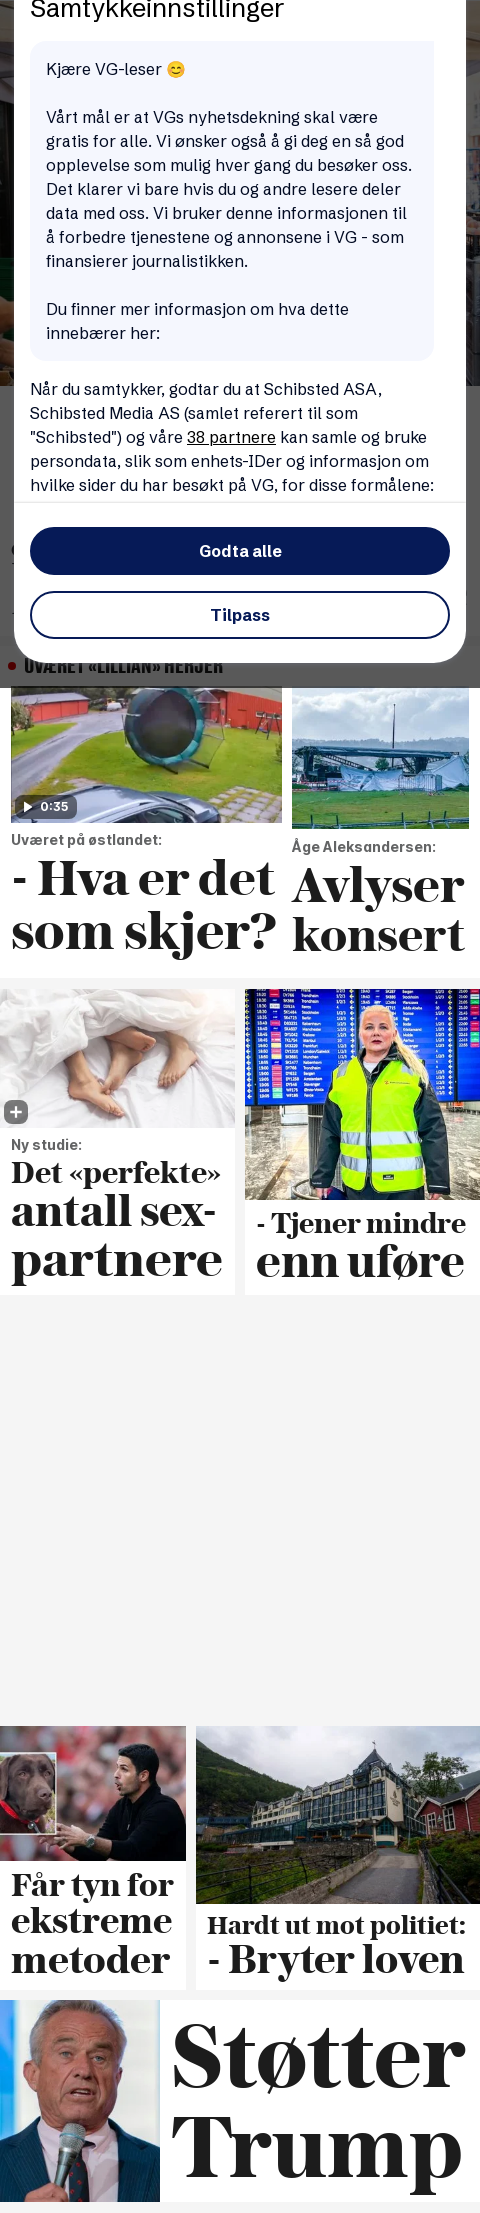 Samtykkeinnstillinger
Kjære VG-leser 😊
Vårt mål er at VGs nyhetsdekning skal være
gratis for alle. Vi ønsker også å gi deg en så god
opplevelse som mulig hver gang du besøker oss.
Det klarer vi bare hvis du og andre lesere deler
data med oss. Vi bruker denne informasjonen til
å forbedre tjenestene og annonsene i VG - som
finansierer journalistikken.
Du finner mer informasjon om hva dette
innebærer her:
Når du samtykker, godtar du at Schibsted ASA,
Schibsted Media AS (samlet referert til som
"Schibsted") og våre 38 partnere kan samle og bruke
persondata, slik som enhets-IDer og informasjon om
hvilke sider du har besøkt på VG, for disse formålene:
Godta alle
Tilpass
UVÆRET «LILLIAN» HERJER
0:35
Uværet på østlandet:
- Hva er det
som skjer?
Åge Aleksandersen:
Avlyser
konsert
Ny studie:
Det «perfekte»
antall sex-
partnere
- Tjener mindre
enn uføre
Får tyn for
ekstreme
metoder
Hardt ut mot politiet:
- Bryter loven
Støtter
Trump